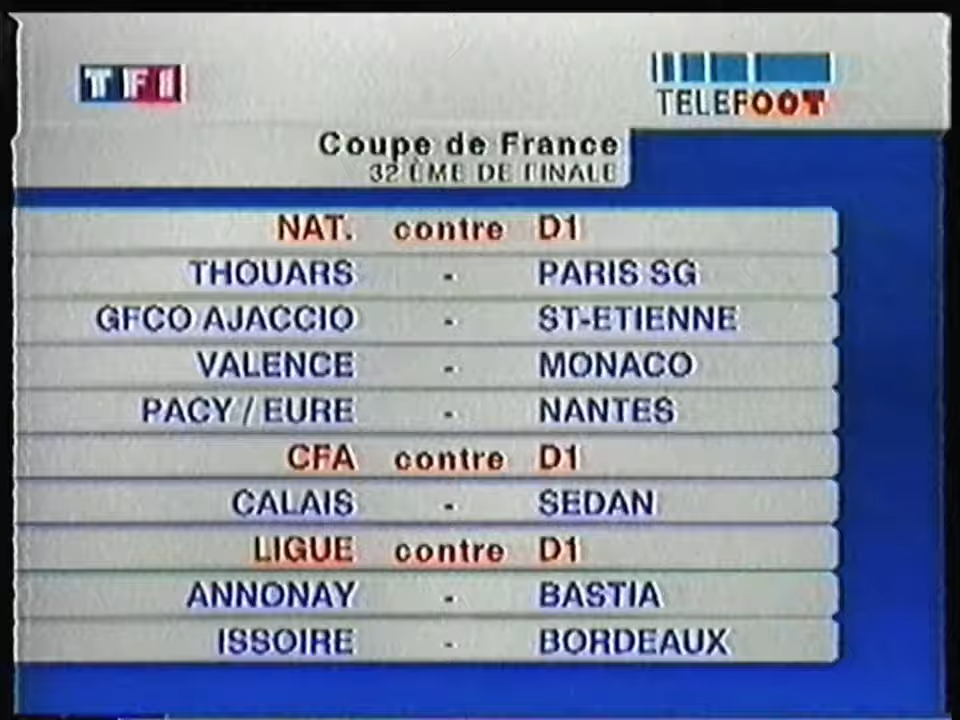 TF1
TELEFOOT
Coupe de France
32 ÈME DE FINALE
NAT. contre D1
THOUARS - PARIS SG
GFCO AJACCIO - ST-ETIENNE
VALENCE - MONACO
PACY / EURE - NANTES
CFA contre D1
CALAIS - SEDAN
LIGUE contre D1
ANNONAY - BASTIA
ISSOIRE - BORDEAUX